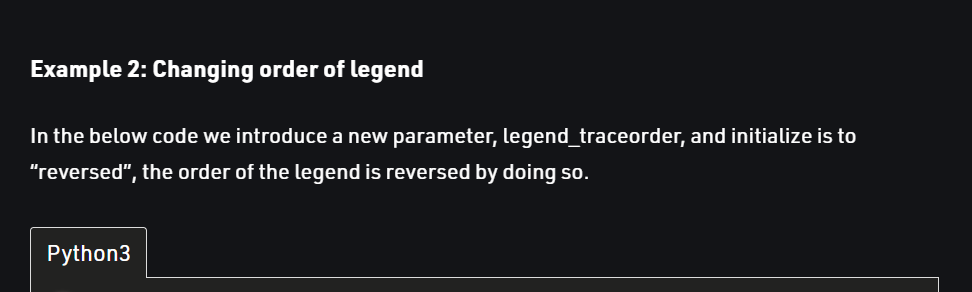 Example 2: Changing order of legend
In the below code we introduce a new parameter, legend_traceorder, and initialize is to
“reversed”, the order of the legend is reversed by doing so.
Python3